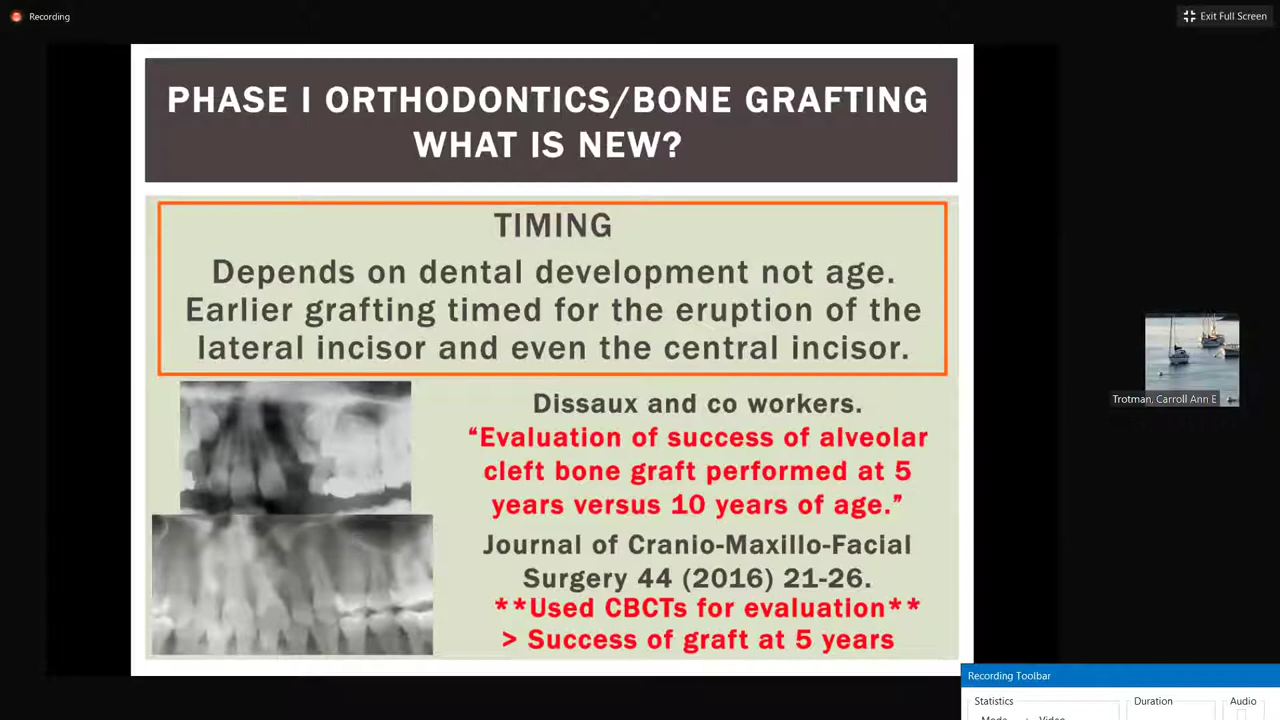 Recording
Exit Full Screen
PHASE I ORTHODONTICS/BONE GRAFTING
WHAT IS NEW?
TIMING
Depends on dental development not age.
Earlier grafting timed for the eruption of the
lateral incisor and even the central incisor.
Dissaux and co workers.
“Evaluation of success of alveolar
cleft bone graft performed at 5
years versus 10 years of age.”
Journal of Cranio-Maxillo-Facial
Surgery 44 (2016) 21-26.
**Used CBCTs for evaluation**
> Success of graft at 5 years
Trotman, Carroll Ann E
Recording Toolbar
Statistics
Duration
Audio
Mode
Video